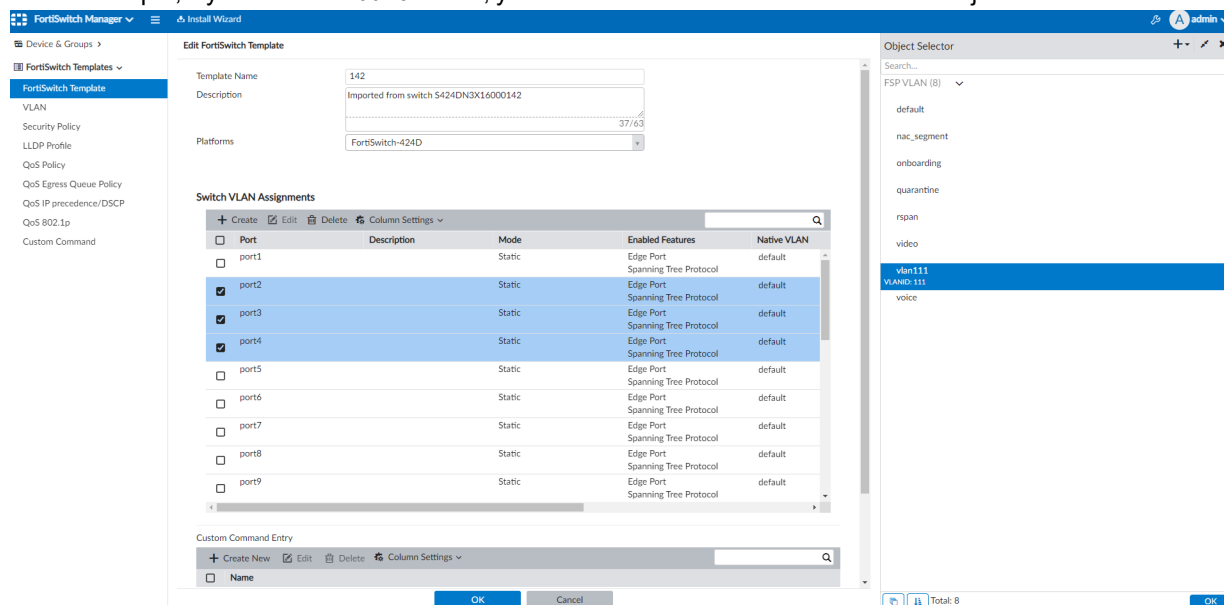 FortiSwitch Manager
Install Wizard
A admin
Device & Groups
FortiSwitch Templates
FortiSwitch Template
VLAN
Security Policy
LLDP Profile
QoS Policy
QoS Egress Queue Policy
QoS IP precedence/DSCP
QoS 802.1p
Custom Command
Edit FortiSwitch Template
Template Name
142
Description
Imported from switch S424DN3X16000142
37/63
Platforms
FortiSwitch-424D
Switch VLAN Assignments
Create Edit Delete Column Settings
Port Description Mode Enabled Features Native VLAN
port1 Static Edge Port default
Spanning Tree Protocol
port2 Static Edge Port default
Spanning Tree Protocol
port3 Static Edge Port default
Spanning Tree Protocol
port4 Static Edge Port default
Spanning Tree Protocol
port5 Static Edge Port default
Spanning Tree Protocol
port6 Static Edge Port default
Spanning Tree Protocol
port7 Static Edge Port default
Spanning Tree Protocol
port8 Static Edge Port default
Spanning Tree Protocol
port9 Static Edge Port default
Spanning Tree Protocol
Custom Command Entry
Create New Edit Delete Column Settings
Name
OK Cancel
Object Selector
Search...
FSP VLAN (8)
default
nac_segment
onboarding
quarantine
rspan
video
vlan111
VLANID: 111
voice
Total: 8
OK